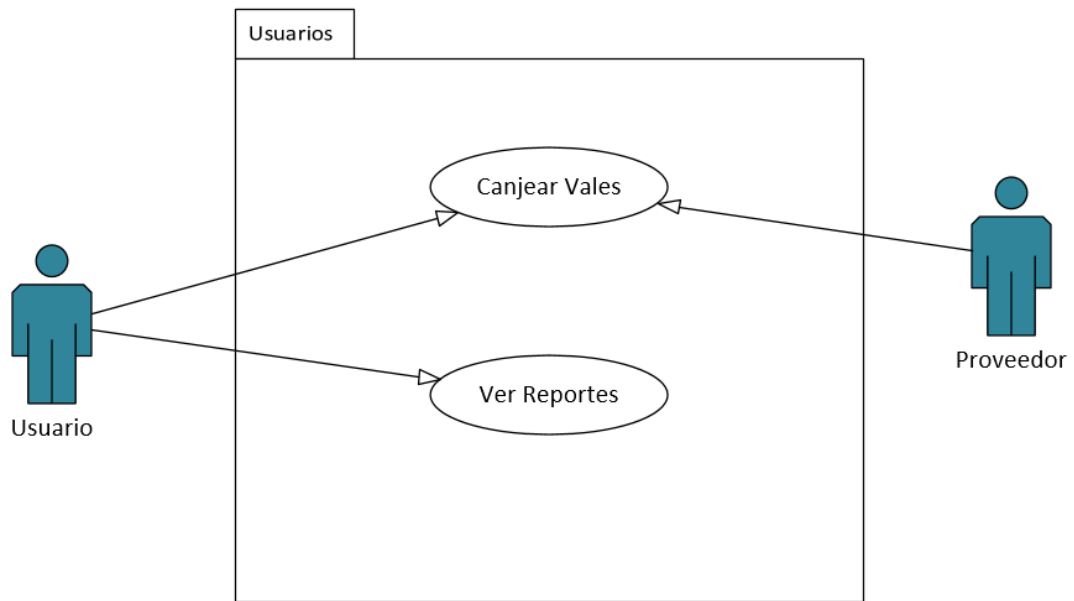 Usuarios
Canjear Vales
Proveedor
Ver Reportes
Usuario